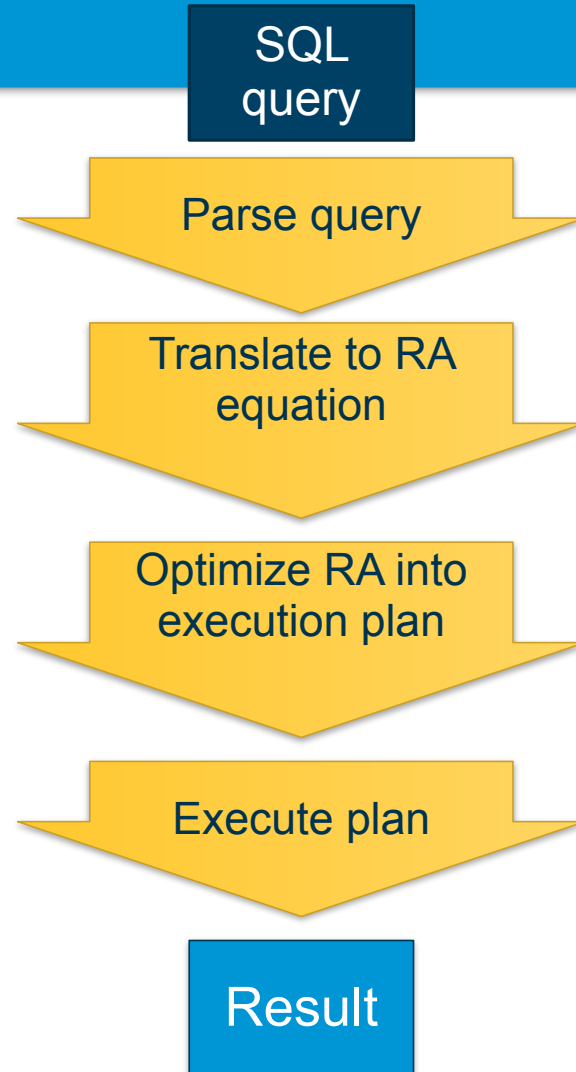 SQL
query
Parse query
Translate to RA
equation
Optimize RA into
execution plan
Execute plan
Result